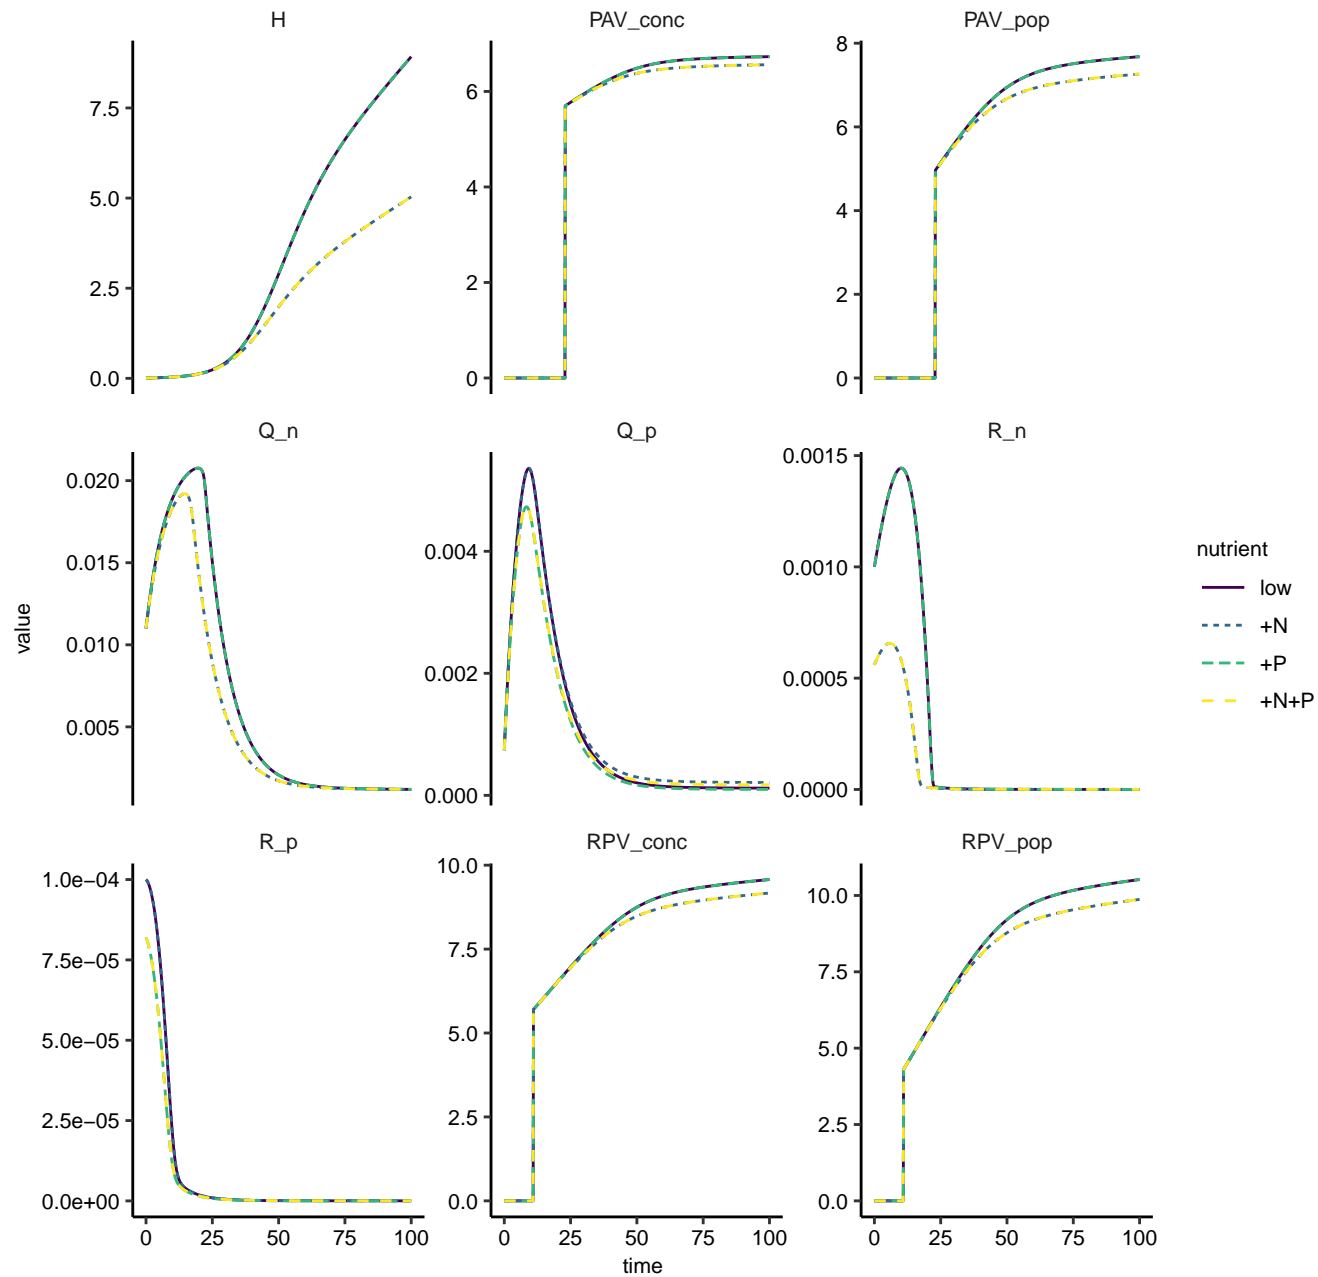 H
PAV_conc
PAV_pop
7.5
5.0
2.5
0.0
6
4
2
0
8
6
4
2
0
Q_n
Q_p
R_n
0.020
0.015
0.010
0.005
0.004
0.002
0.000
0.0015
0.0010
0.0005
0.0000
R_p
RPV_conc
RPV_pop
1.0e−04
7.5e−05
5.0e−05
2.5e−05
0.0e+00
10.0
7.5
5.0
2.5
0.0
10.0
7.5
5.0
2.5
0.0
0 25 50 75 100
0 25 50 75 100
0 25 50 75 100
time
value
nutrient
low
+N
+P
+N+P